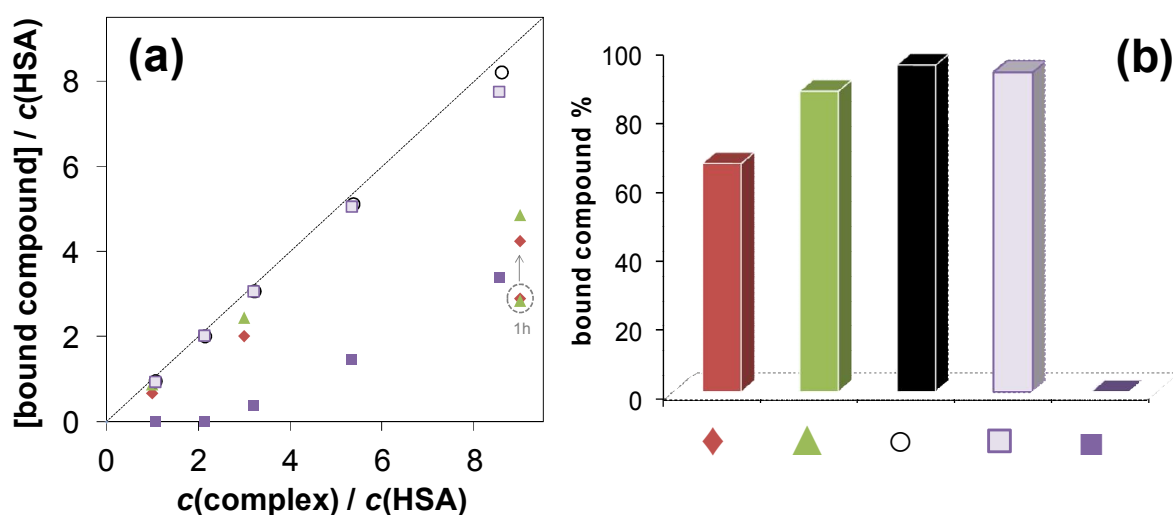 (a)
[bound compound] / c(HSA)
8
6
4
2
0
1h
0 2 4 6 8
c(complex) / c(HSA)
(b)
bound compound %
100
80
60
40
20
0